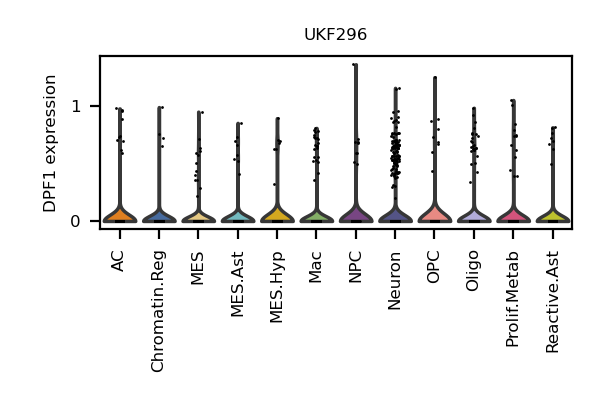 UKF296
DPF1 expression
1
0
AC
Chromatin.Reg
MES
MES.Ast
MES.Hyp
Mac
NPC
Neuron
OPC
Oligo
Prolif.Metab
Reactive.Ast